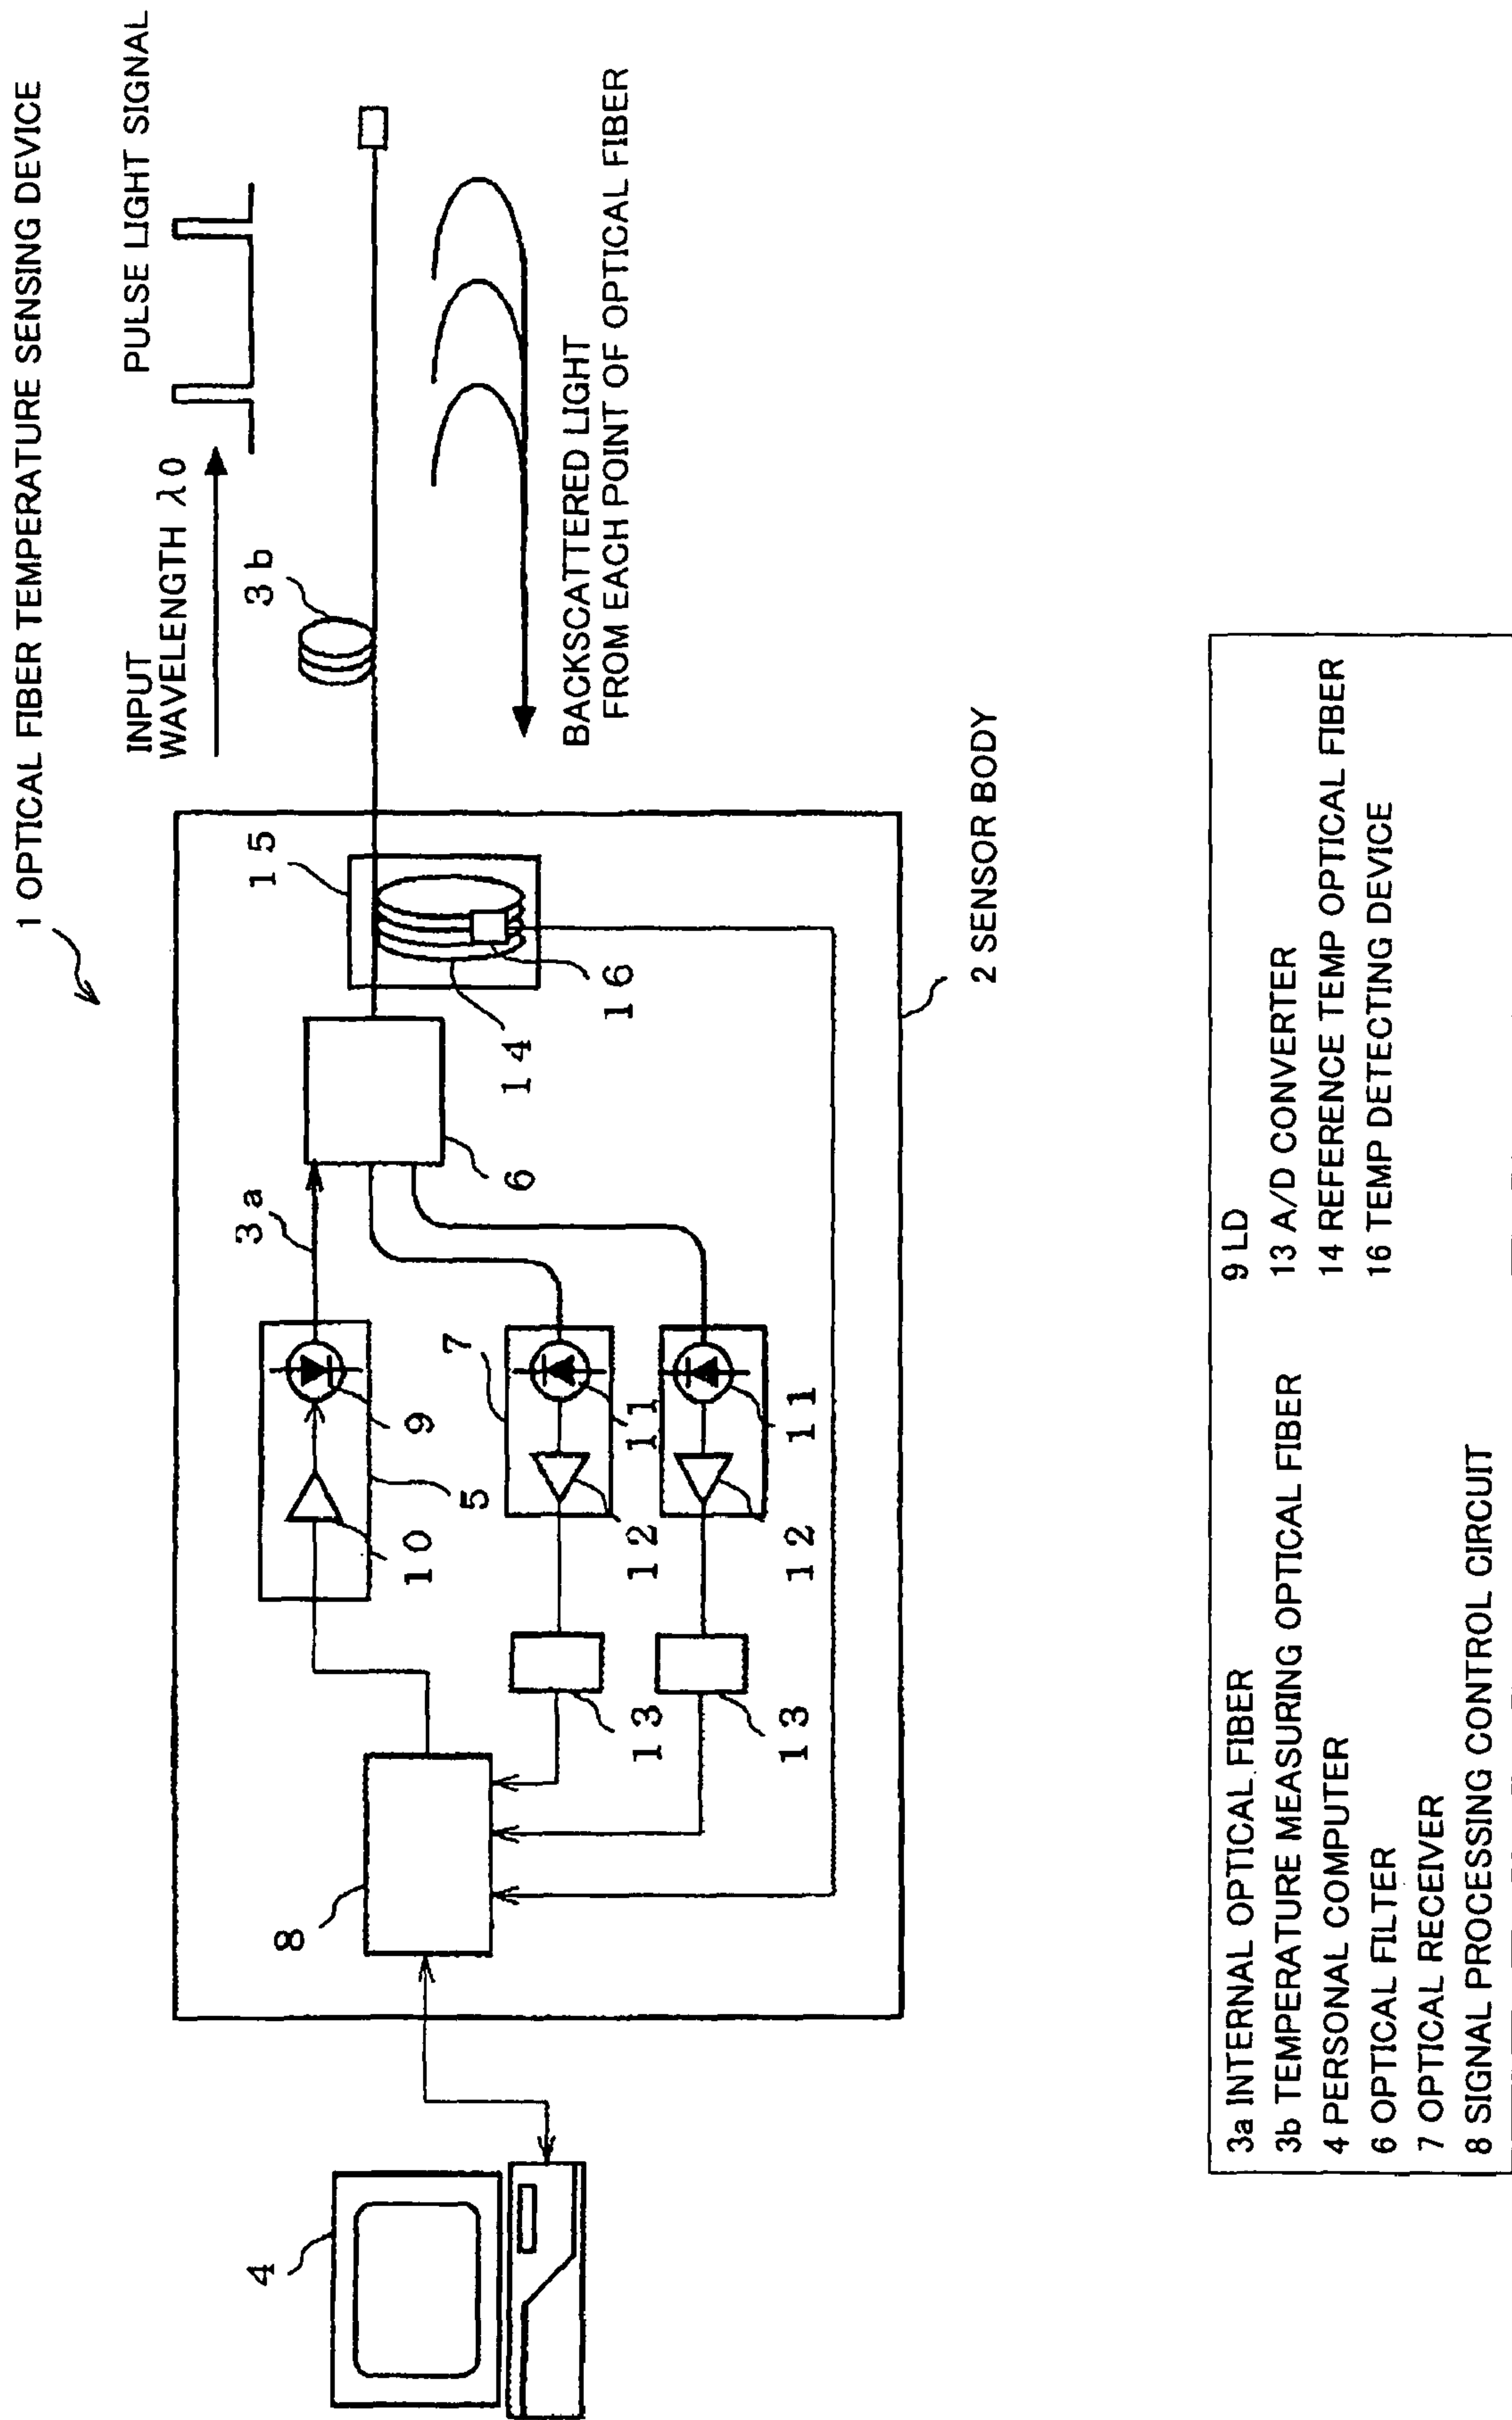 1 OPTICAL FIBER TEMPERATURE SENSING DEVICE
INPUT
WAVELENGTH λ0
PULSE LIGHT SIGNAL
3b
BACKSCATTERED LIGHT
FROM EACH POINT OF OPTICAL FIBER
4
8
10
5
9
3a
6
14
15
16
7
11
12
13
11
12
13
2 SENSOR BODY
3a INTERNAL OPTICAL FIBER
3b TEMPERATURE MEASURING OPTICAL FIBER
4 PERSONAL COMPUTER
6 OPTICAL FILTER
7 OPTICAL RECEIVER
8 SIGNAL PROCESSING CONTROL CIRCUIT
9 LD
13 A/D CONVERTER
14 REFERENCE TEMP OPTICAL FIBER
16 TEMP DETECTING DEVICE